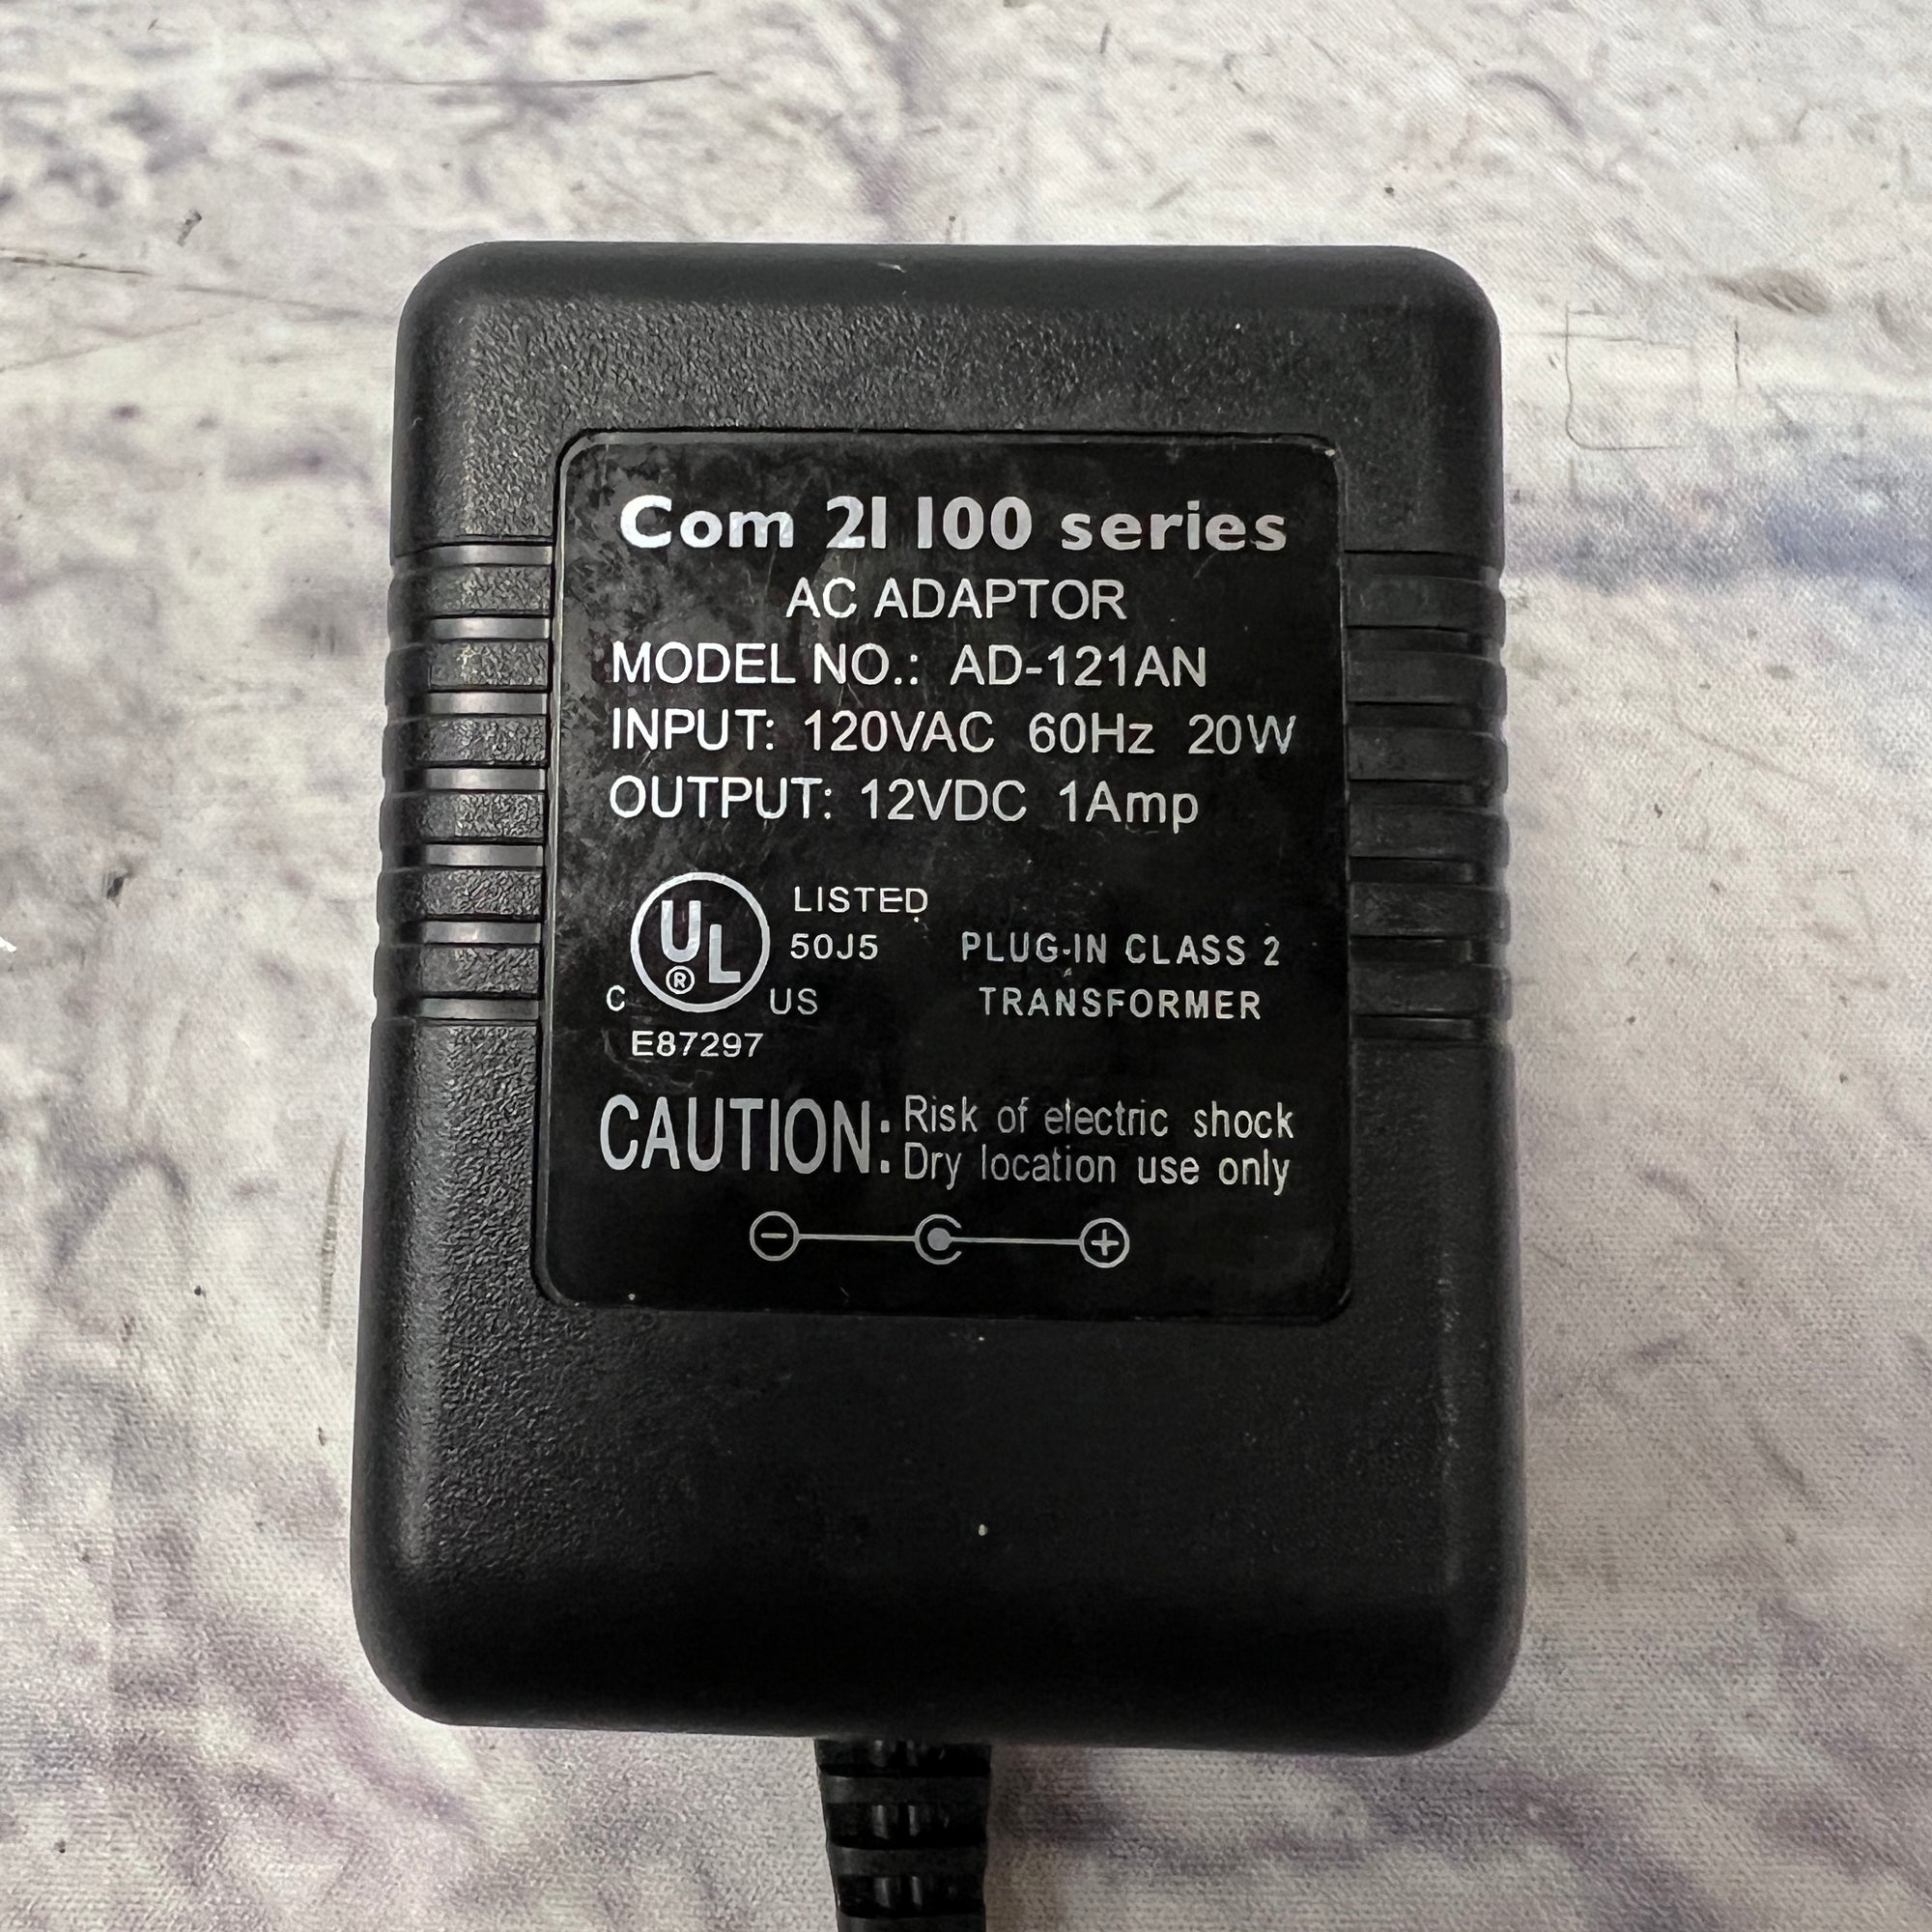 Com 21 100 series
AC ADAPTOR
MODEL NO.: AD-121AN
INPUT: 120VAC 60Hz 20W
OUTPUT: 12VDC 1Amp
UL
®
C
US
LISTED
50J5
E87297
PLUG-IN CLASS 2
TRANSFORMER
CAUTION: Risk of electric shock
Dry location use only